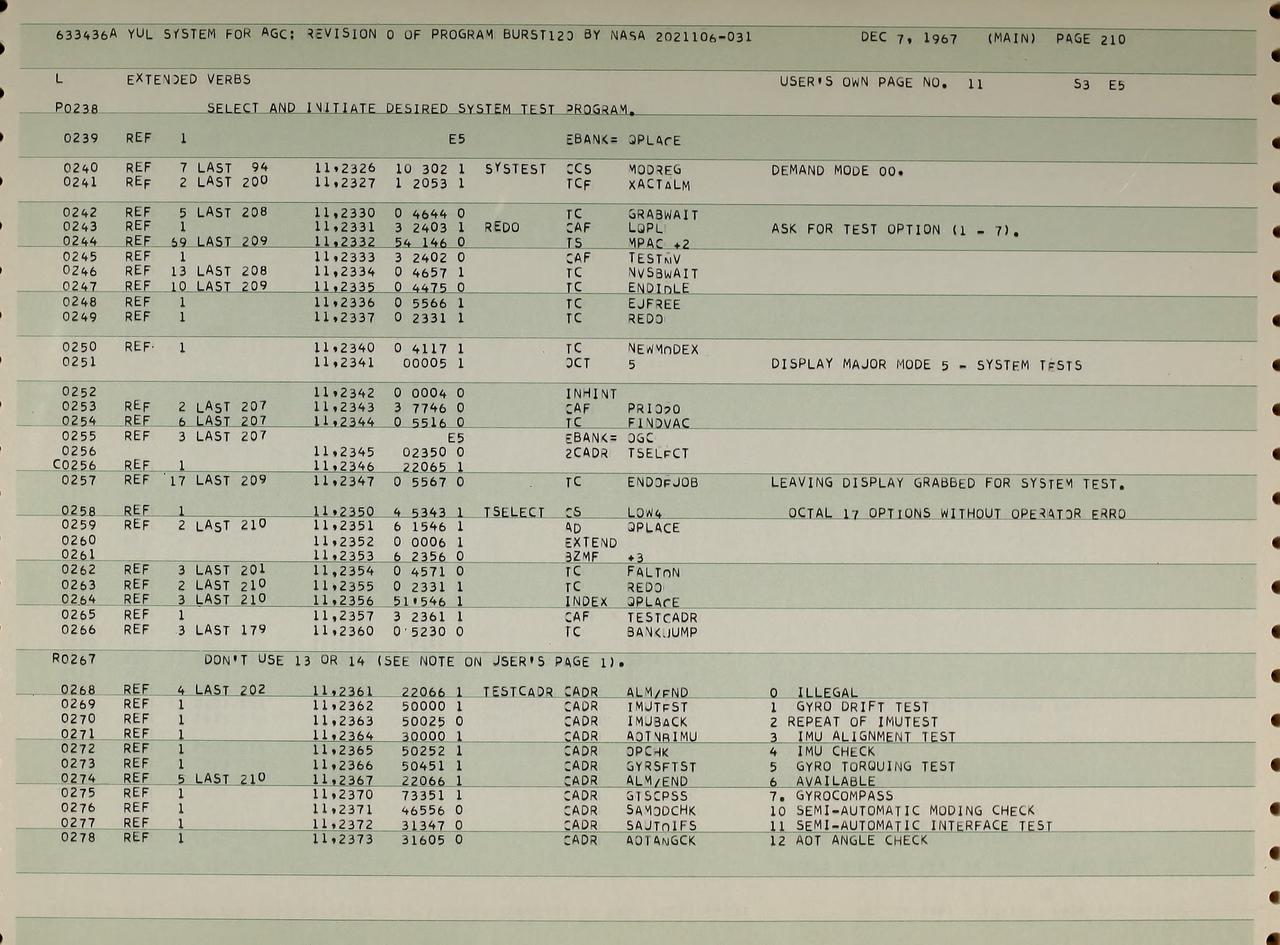 633436A YUL SYSTEM FOR AGC: REVISION 0 OF PROGRAM BURST120 BY NASA 2021106-031 DEC 7, 1967 (MAIN) PAGE 210
L EXTENDED VERBS USER'S OWN PAGE NO. 11 S3 E5
P0238 SELECT AND INITIATE DESIRED SYSTEM TEST PROGRAM.
0239 REF 1 E5 EBANK= QPLACE
0240 REF 7 LAST 94 11,2326 10 302 1 SYSTEST CCS MODREG DEMAND MODE 00.
0241 REF 2 LAST 200 11,2327 1 2053 1 TCF XACTALM
0242 REF 5 LAST 208 11,2330 0 4644 0 TC GRABWAIT
0243 REF 1 11,2331 3 2403 1 REDO CAF LOPL ASK FOR TEST OPTION (1 - 7).
0244 REF 59 LAST 209 11,2332 54 146 0 TS MPAC +2
0245 REF 1 11,2333 3 2402 0 CAF TESTNV
0246 REF 13 LAST 208 11,2334 0 4657 1 TC NVSBWAIT
0247 REF 10 LAST 209 11,2335 0 4475 0 TC ENDIDLE
0248 REF 1 11,2336 0 5566 1 TC EJFREE
0249 REF 1 11,2337 0 2331 1 TC REDO
0250 REF 1 11,2340 0 4117 1 TC NEWMODEX
0251 11,2341 00005 1 OCT 5 DISPLAY MAJOR MODE 5 - SYSTEM TESTS
0252 11,2342 0 0004 0 INHINT
0253 REF 2 LAST 207 11,2343 3 7746 0 CAF PRIO20
0254 REF 6 LAST 207 11,2344 0 5516 0 TC FINDVAC
0255 REF 3 LAST 207 E5 EBANK= OGC
0256 11,2345 02350 0 2CADR TSELECT
C0256 REF 1 11,2346 22065 1
0257 REF 17 LAST 209 11,2347 0 5567 0 TC ENDOFJOB LEAVING DISPLAY GRABBED FOR SYSTEM TEST.
0258 REF 1 11,2350 4 5343 1 TSELECT CS LOW4 OCTAL 17 OPTIONS WITHOUT OPERATOR ERRO
0259 REF 2 LAST 210 11,2351 6 1546 1 AD QPLACE
0260 11,2352 0 0006 1 EXTEND
0261 11,2353 6 2356 0 BZMF +3
0262 REF 3 LAST 201 11,2354 0 4571 0 TC FALTON
0263 REF 2 LAST 210 11,2355 0 2331 1 TC REDO
0264 REF 3 LAST 210 11,2356 51 546 1 INDEX QPLACE
0265 REF 1 11,2357 3 2361 1 CAF TESTCADR
0266 REF 3 LAST 179 11,2360 0 5230 0 TC BANKJUMP
R0267 DON'T USE 13 OR 14 (SEE NOTE ON USER'S PAGE 1).
0268 REF 4 LAST 202 11,2361 22066 1 TESTCADR CADR ALM/END 0 ILLEGAL
0269 REF 1 11,2362 50000 1 CADR IMUTEST 1 GYRO DRIFT TEST
0270 REF 1 11,2363 50025 0 CADR IMUBACK 2 REPEAT OF IMUTEST
0271 REF 1 11,2364 30000 1 CADR AOTNBIMU 3 IMU ALIGNMENT TEST
0272 REF 1 11,2365 50252 1 CADR OPCHK 4 IMU CHECK
0273 REF 1 11,2366 50451 1 CADR GYRSFTST 5 GYRO TORQUING TEST
0274 REF 5 LAST 210 11,2367 22066 1 CADR ALM/END 6 AVAILABLE
0275 REF 1 11,2370 73351 1 CADR GTSCPSS 7. GYROCOMPASS
0276 REF 1 11,2371 46556 0 CADR SAMODCHK 10 SEMI-AUTOMATIC MODING CHECK
0277 REF 1 11,2372 31347 0 CADR SAUTOIFS 11 SEMI-AUTOMATIC INTERFACE TEST
0278 REF 1 11,2373 31605 0 CADR AOTANGCK 12 AOT ANGLE CHECK